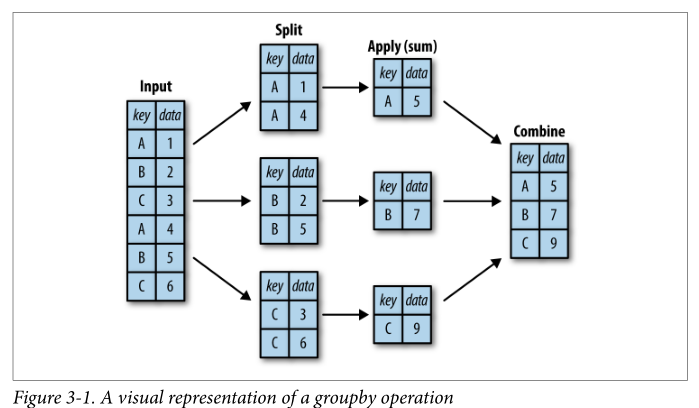 Input
key data
A 1
B 2
C 3
A 4
B 5
C 6
Split
key data
A 1
A 4
key data
B 2
B 5
key data
C 3
C 6
Apply (sum)
key data
A 5
key data
B 7
key data
C 9
Combine
key data
A 5
B 7
C 9
Figure 3-1. A visual representation of a groupby operation